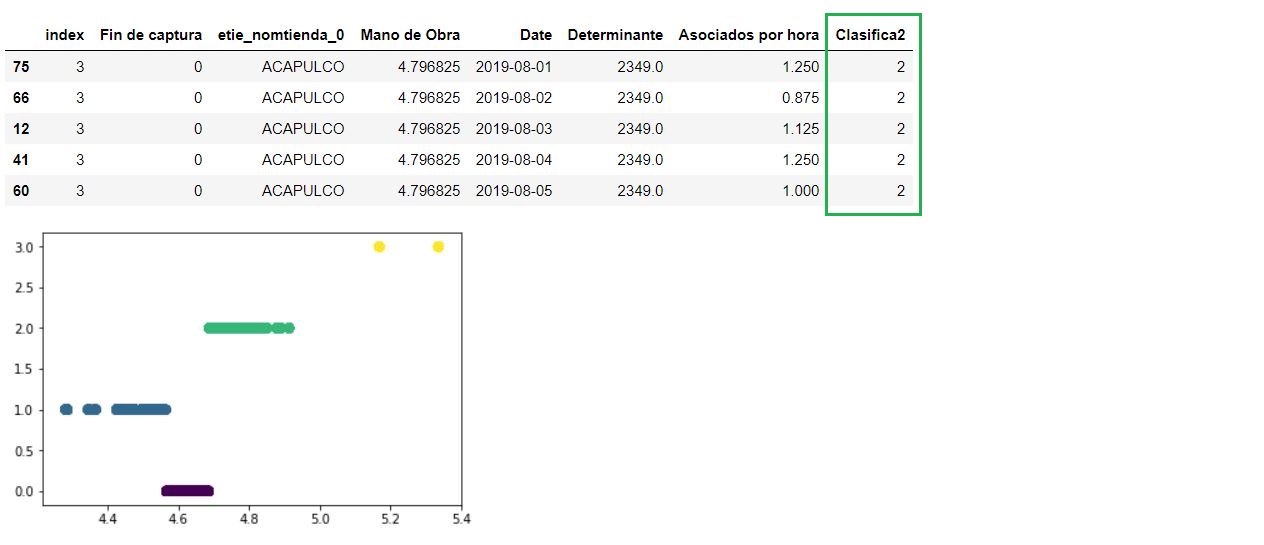 index Fin de captura etie_nomtienda_0 Mano de Obra Date Determinante Asociados por hora Clasifica2
75 3 0 ACAPULCO 4.796825 2019-08-01 2349.0 1.250 2
66 3 0 ACAPULCO 4.796825 2019-08-02 2349.0 0.875 2
12 3 0 ACAPULCO 4.796825 2019-08-03 2349.0 1.125 2
41 3 0 ACAPULCO 4.796825 2019-08-04 2349.0 1.250 2
60 3 0 ACAPULCO 4.796825 2019-08-05 2349.0 1.000 2
3.0
2.5
2.0
1.5
1.0
0.5
0.0
4.4 4.6 4.8 5.0 5.2 5.4